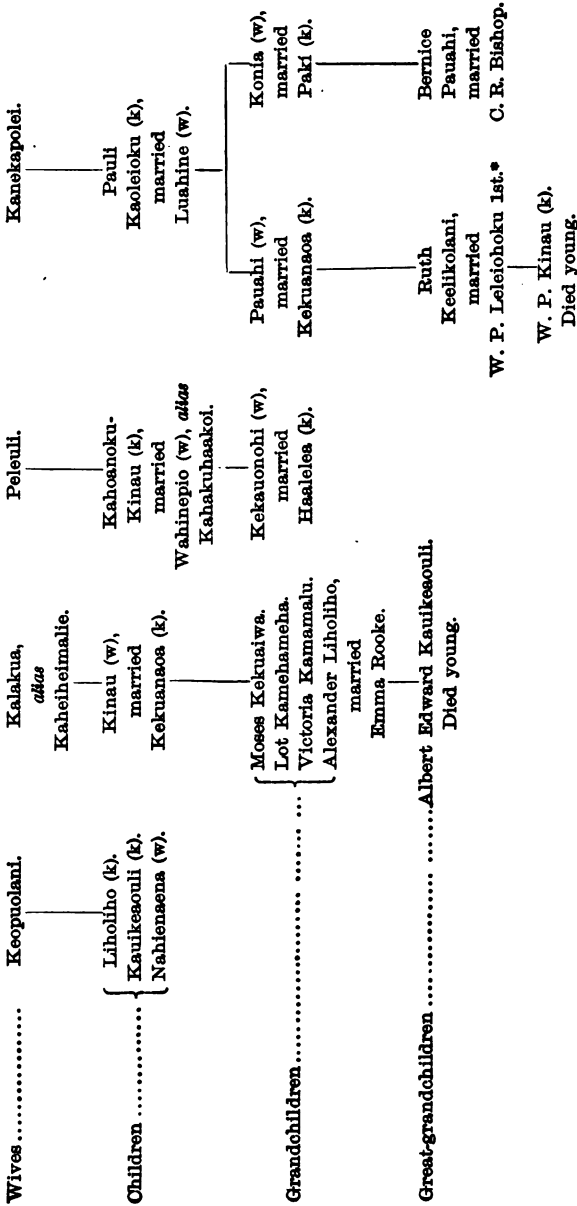 Wives
Keopuolani.
Kalakua,
alias
Kaheiheimalie.
Peleuli.
Kanekapolei.
Children
Liholiho (k).
Kauikeaouli (k).
Nahienaena (w).
Kinau (w),
married
Kekuanaoa (k).
Kahoanoku-
Kinau (k),
married
Wahinepio (w), alias
Kahakuhaakoi.
Pauli
Kaoleioku (k),
married
Luahine (w).
Grandchildren
Moses Kekuaiwa.
Lot Kamehameha.
Victoria Kamamalu.
Alexander Liholiho,
married
Emma Rooke.
Kekauonohi (w),
married
Haalelea (k).
Pauahi (w),
married
Kekuanaoa (k).
Konia (w),
married
Paki (k).
Great-grandchildren
Albert Edward Kauikeaouli.
Died young.
Ruth
Keelikolani,
married
W. P. Leleiohoku 1st.*
W. P. Kinau (k).
Died young.
Bernice
Pauahi,
married
C. R. Bishop.